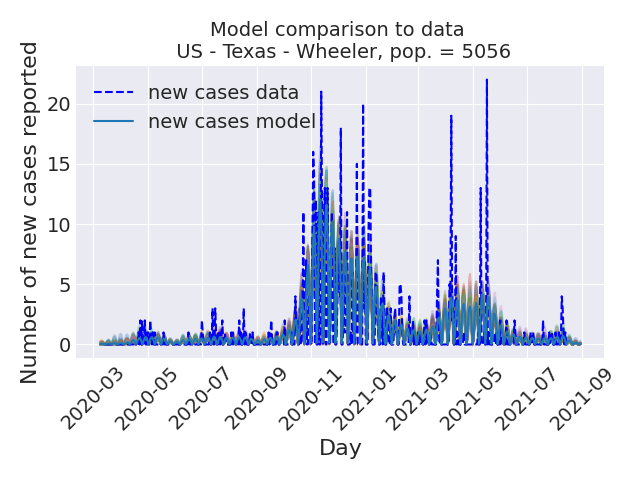 Model comparison to data
US - Texas - Wheeler, pop. = 5056
Number of new cases reported
20
15
10
5
0
new cases data
new cases model
2020-03
2020-05
2020-07
2020-09
2020-11
2021-01
2021-03
2021-05
2021-07
2021-09
Day